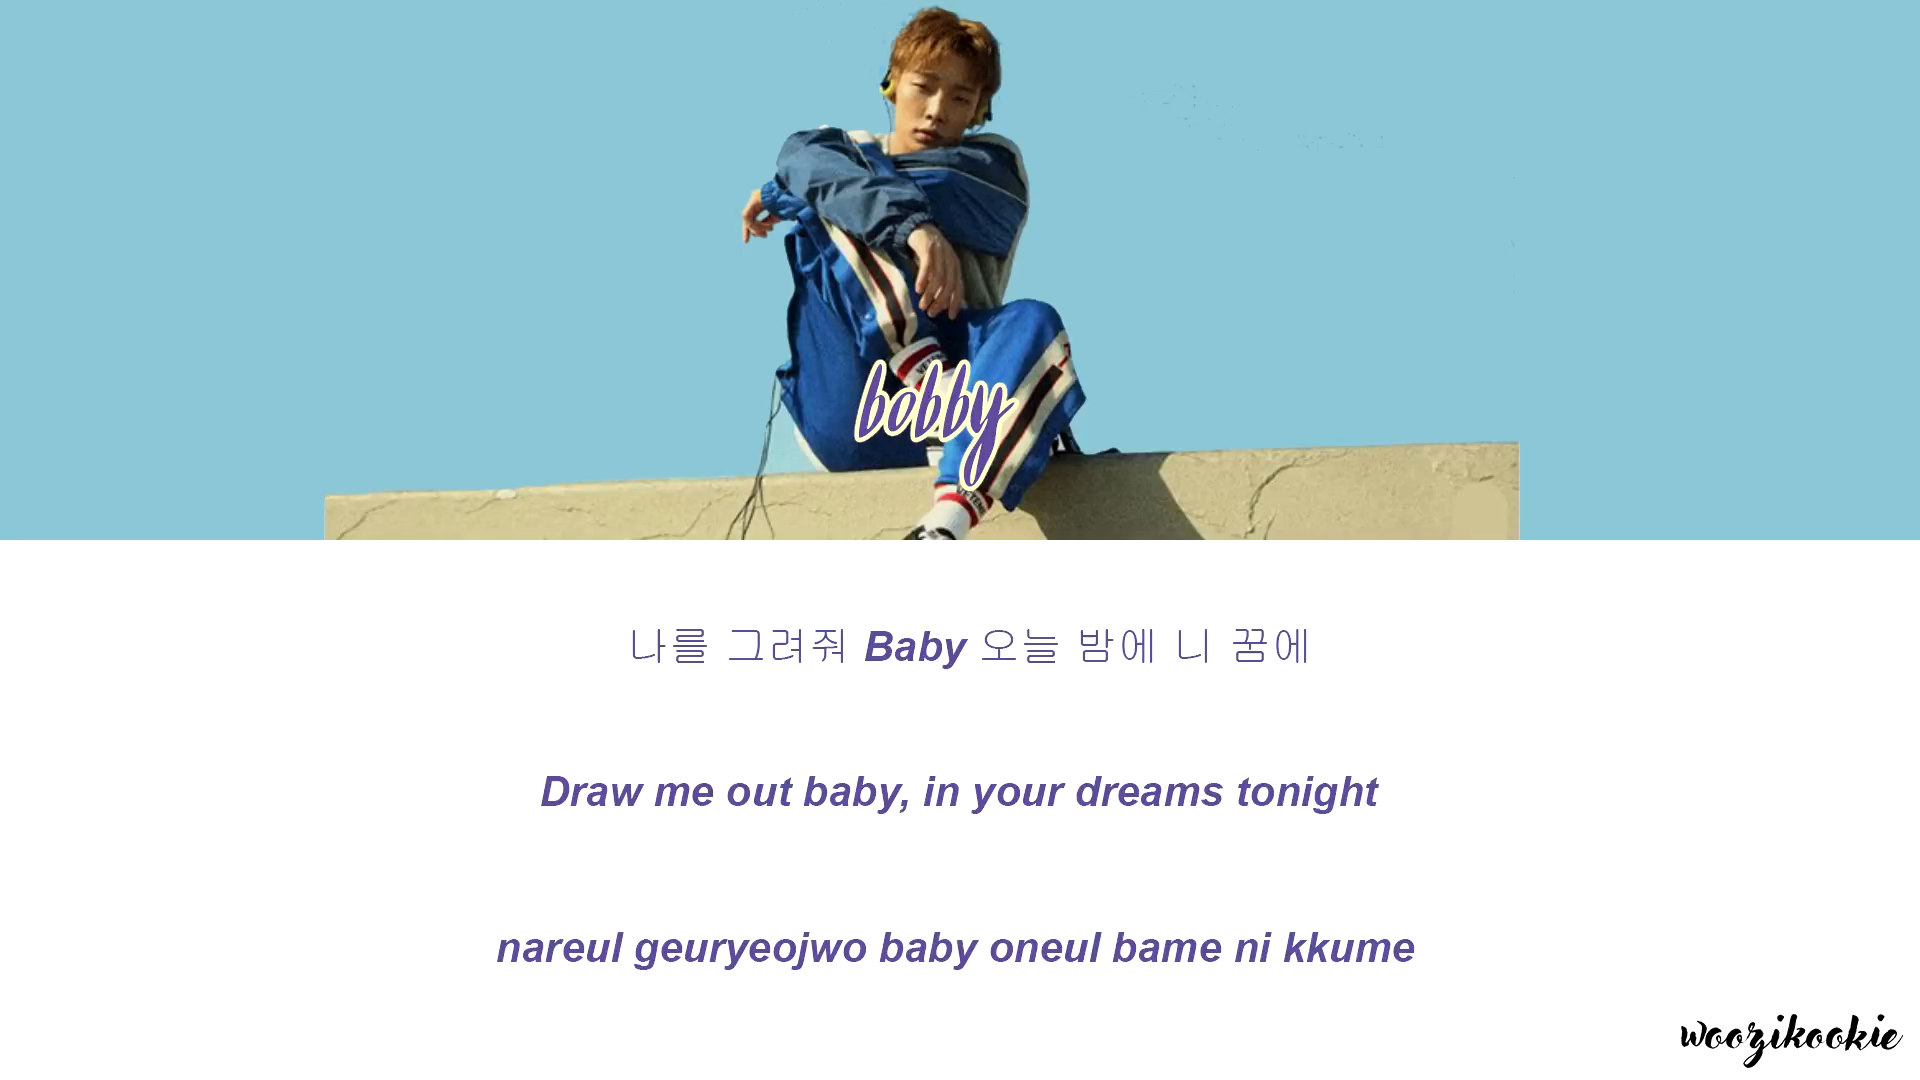 bobby
나를 그려줘 Baby 오늘 밤에 니 꿈에
Draw me out baby, in your dreams tonight
nareul geuryeojwo baby oneul bame ni kkume
woozikookie